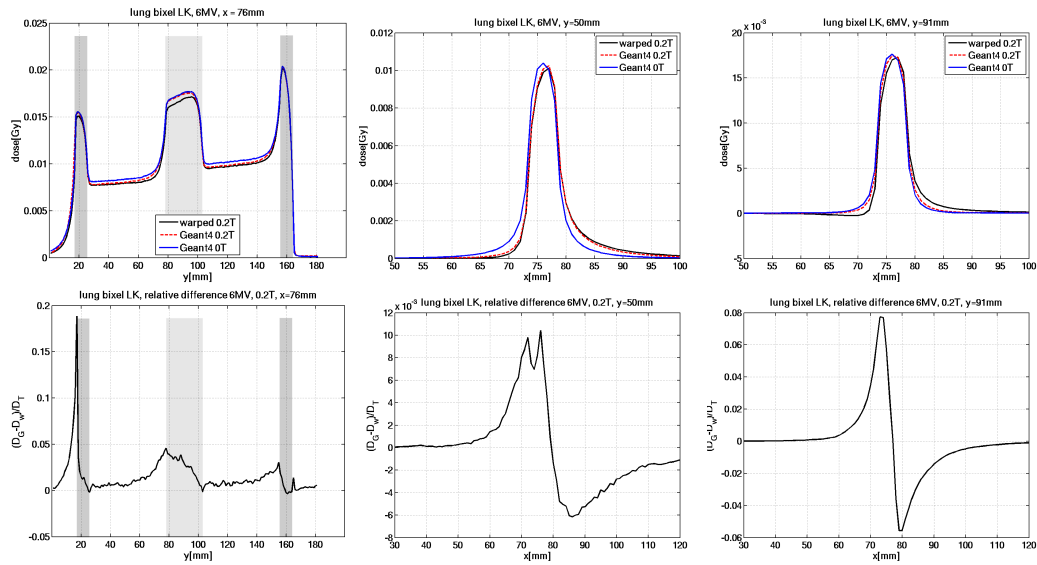 lung bixel LK, 6MV, x = 76mm
0.025
0.02
0.015
0.01
0.005
0
dose[Gy]
warped 0.2T
Geant4 0.2T
Geant4 0T
20 40 60 80 100 120 140 160 180
y[mm]
lung bixel LK, 6MV, y=50mm
0.012
0.01
0.008
0.006
0.004
0.002
0
dose[Gy]
warped 0.2T
Geant4 0.2T
Geant4 0T
50 55 60 65 70 75 80 85 90 95 100
x[mm]
lung bixel LK, 6MV, y=91mm
20 x 10⁻³
15
10
5
0
-5
dose[Gy]
warped 0.2T
Geant4 0.2T
Geant4 0T
50 55 60 65 70 75 80 85 90 95 100
x[mm]
lung bixel LK, relative difference 6MV, 0.2T, x=76mm
0.2
0.15
0.1
0.05
0
-0.05
(D_G-D_w)/D_T
20 40 60 80 100 120 140 160 180
y[mm]
lung bixel LK, relative difference 6MV, 0.2T, y=50mm
12 x 10⁻³
10
8
6
4
2
0
-2
-4
-6
-8
(D_G-D_w)/D_T
30 40 50 60 70 80 90 100 110 120
x[mm]
lung bixel LK, relative difference 6MV, 0.2T, y=91mm
0.08
0.06
0.04
0.02
0
-0.02
-0.04
-0.06
(D_G-D_w)/D_T
30 40 50 60 70 80 90 100 110 120
x[mm]